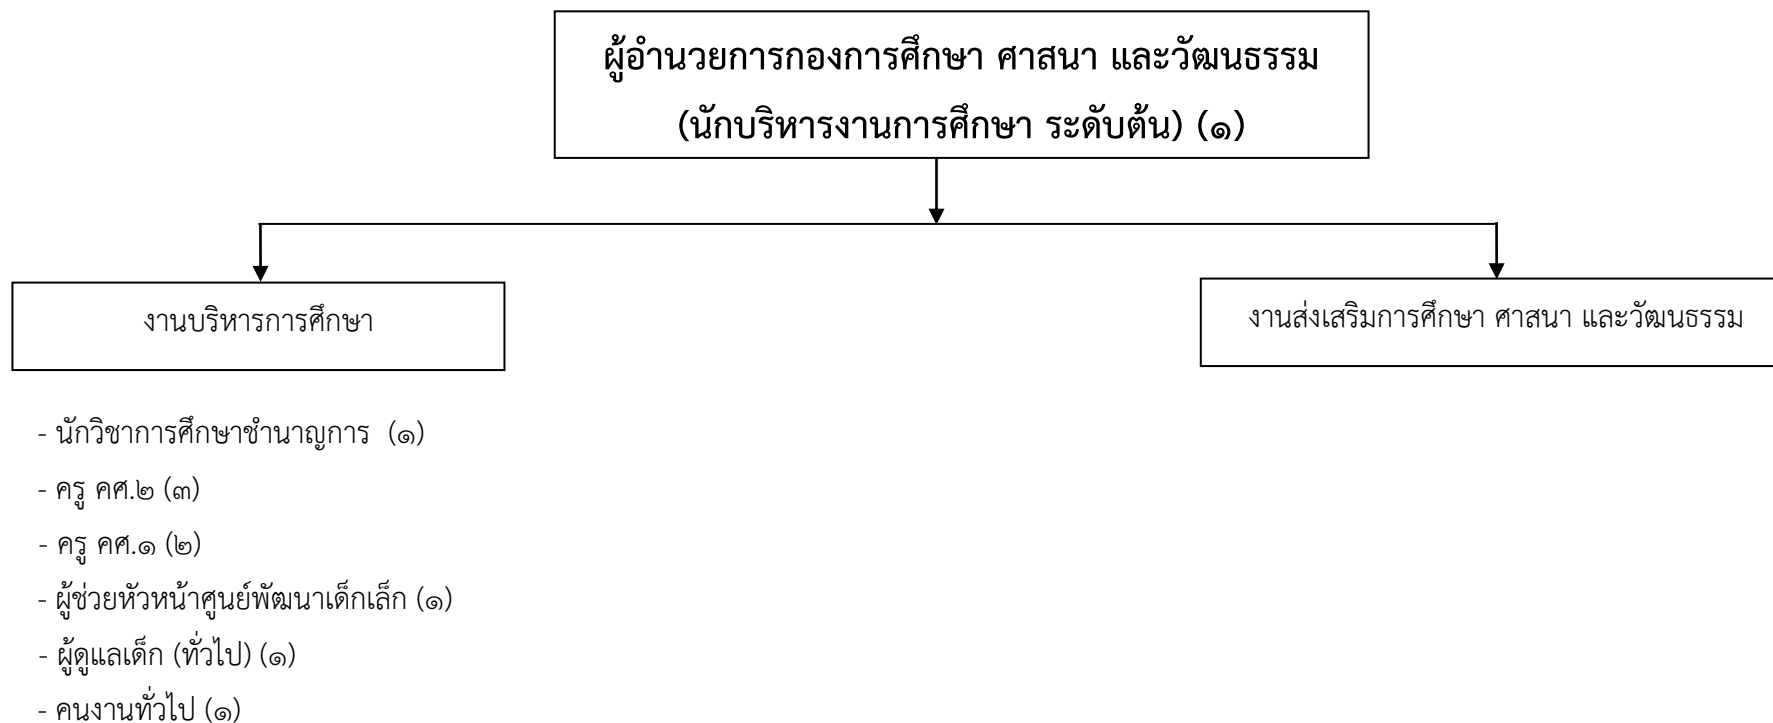 ผู้อำนวยการกองการศึกษา ศาสนา และวัฒนธรรม
(นักบริหารงานการศึกษา ระดับต้น) (๑)
งานบริหารการศึกษา
งานส่งเสริมการศึกษา ศาสนา และวัฒนธรรม
- นักวิชาการศึกษาชำนาญการ (๑)
- ครู คศ.๒ (๓)
- ครู คศ.๑ (๒)
- ผู้ช่วยหัวหน้าศูนย์พัฒนาเด็กเล็ก (๑)
- ผู้ดูแลเด็ก (ทั่วไป) (๑)
- คนงานทั่วไป (๑)